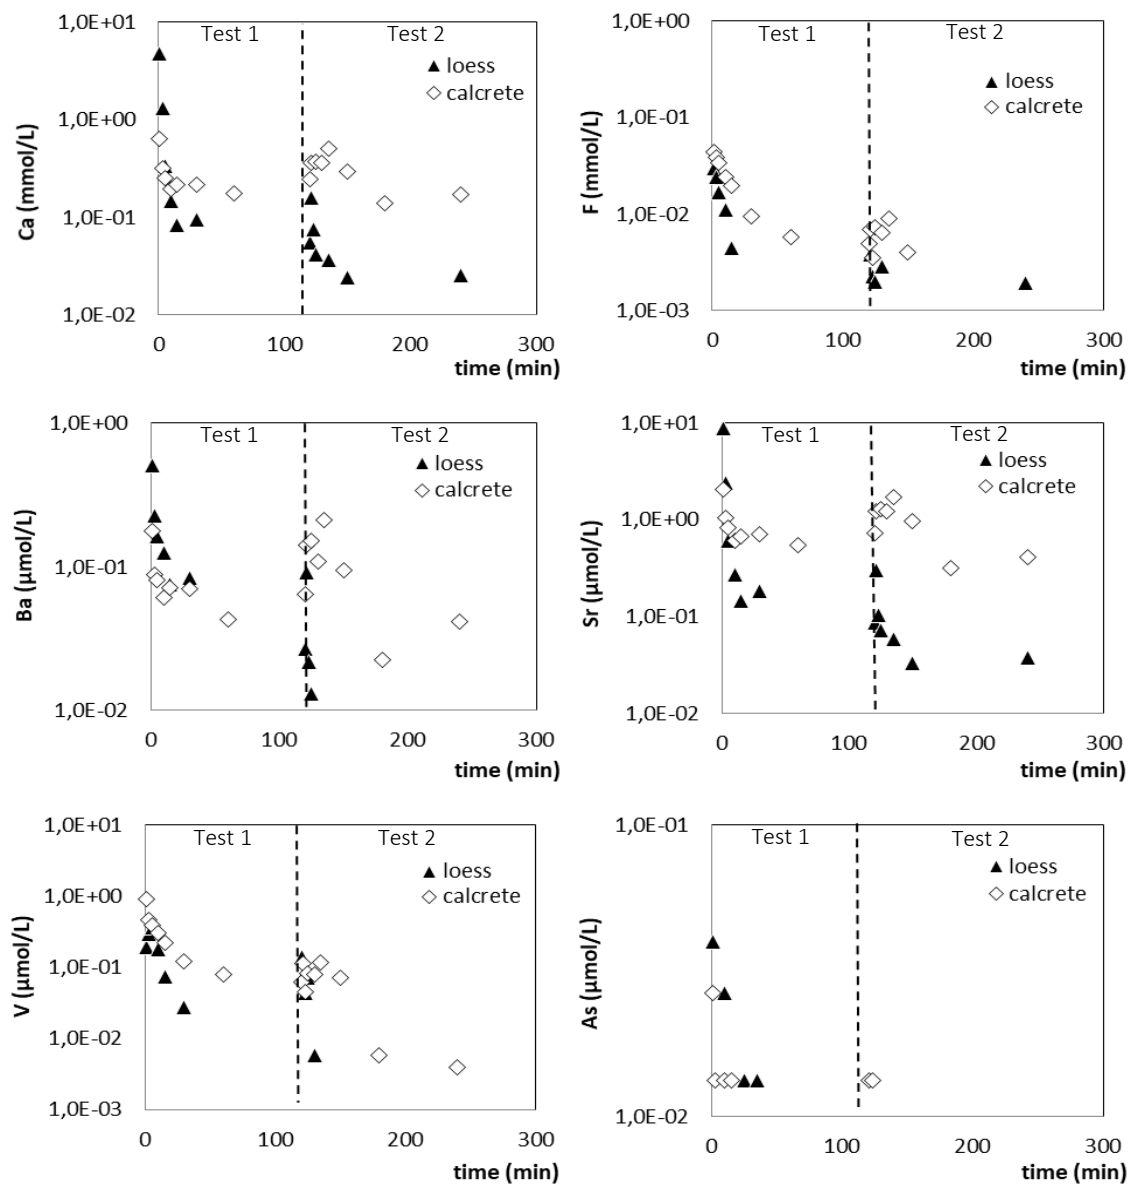 1,0E+01
Test 1 Test 2
loess
calcrete
1,0E+00
Ca (mmol/L)
1,0E-01
1,0E-02
0 100 200 300
time (min)
1,0E+00
Test 1 Test 2
loess
calcrete
1,0E-01
F (mmol/L)
1,0E-02
1,0E-03
0 100 200 300
time (min)
1,0E+00
Test 1 Test 2
loess
calcrete
1,0E-01
Ba (µmol/L)
1,0E-02
0 100 200 300
time (min)
1,0E+01
Test 1 Test 2
loess
calcrete
1,0E+00
Sr (µmol/L)
1,0E-01
1,0E-02
0 100 200 300
time (min)
1,0E+01
Test 1 Test 2
loess
calcrete
1,0E+00
V (µmol/L)
1,0E-01
1,0E-02
1,0E-03
0 100 200 300
time (min)
1,0E-01
Test 1 Test 2
loess
calcrete
As (µmol/L)
1,0E-02
0 100 200 300
time (min)